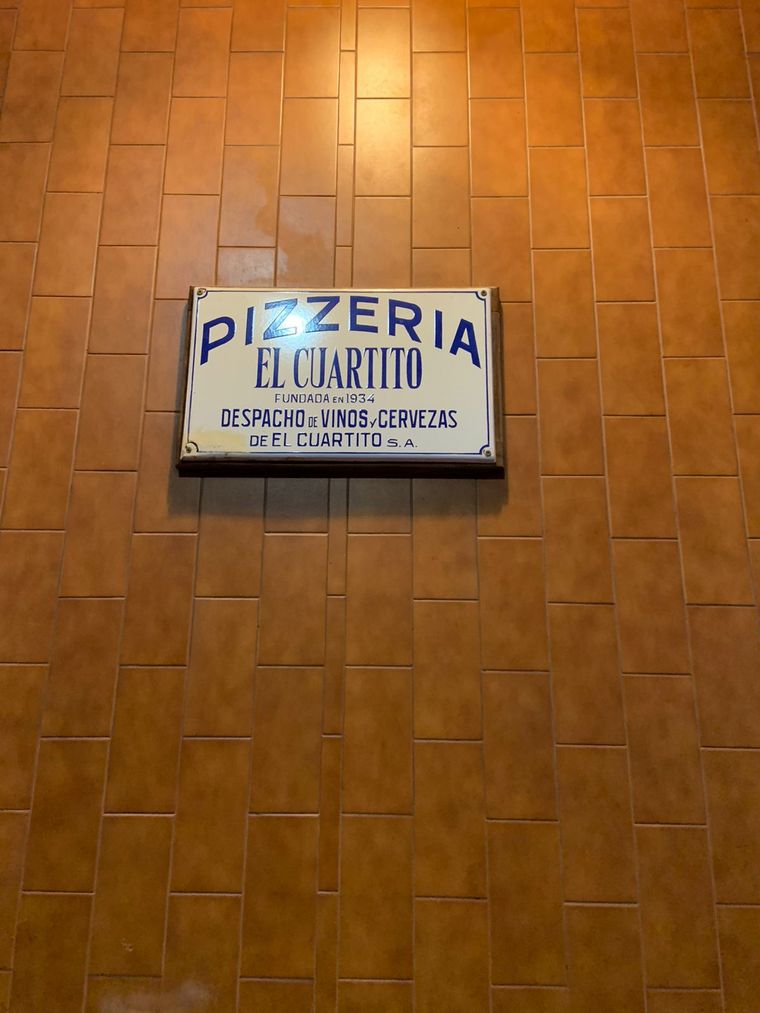 PIZZERIA
EL CUARTITO
FUNDADA EN 1934
DESPACHO DE VINOS Y CERVEZAS
DE EL CUARTITO S.A.